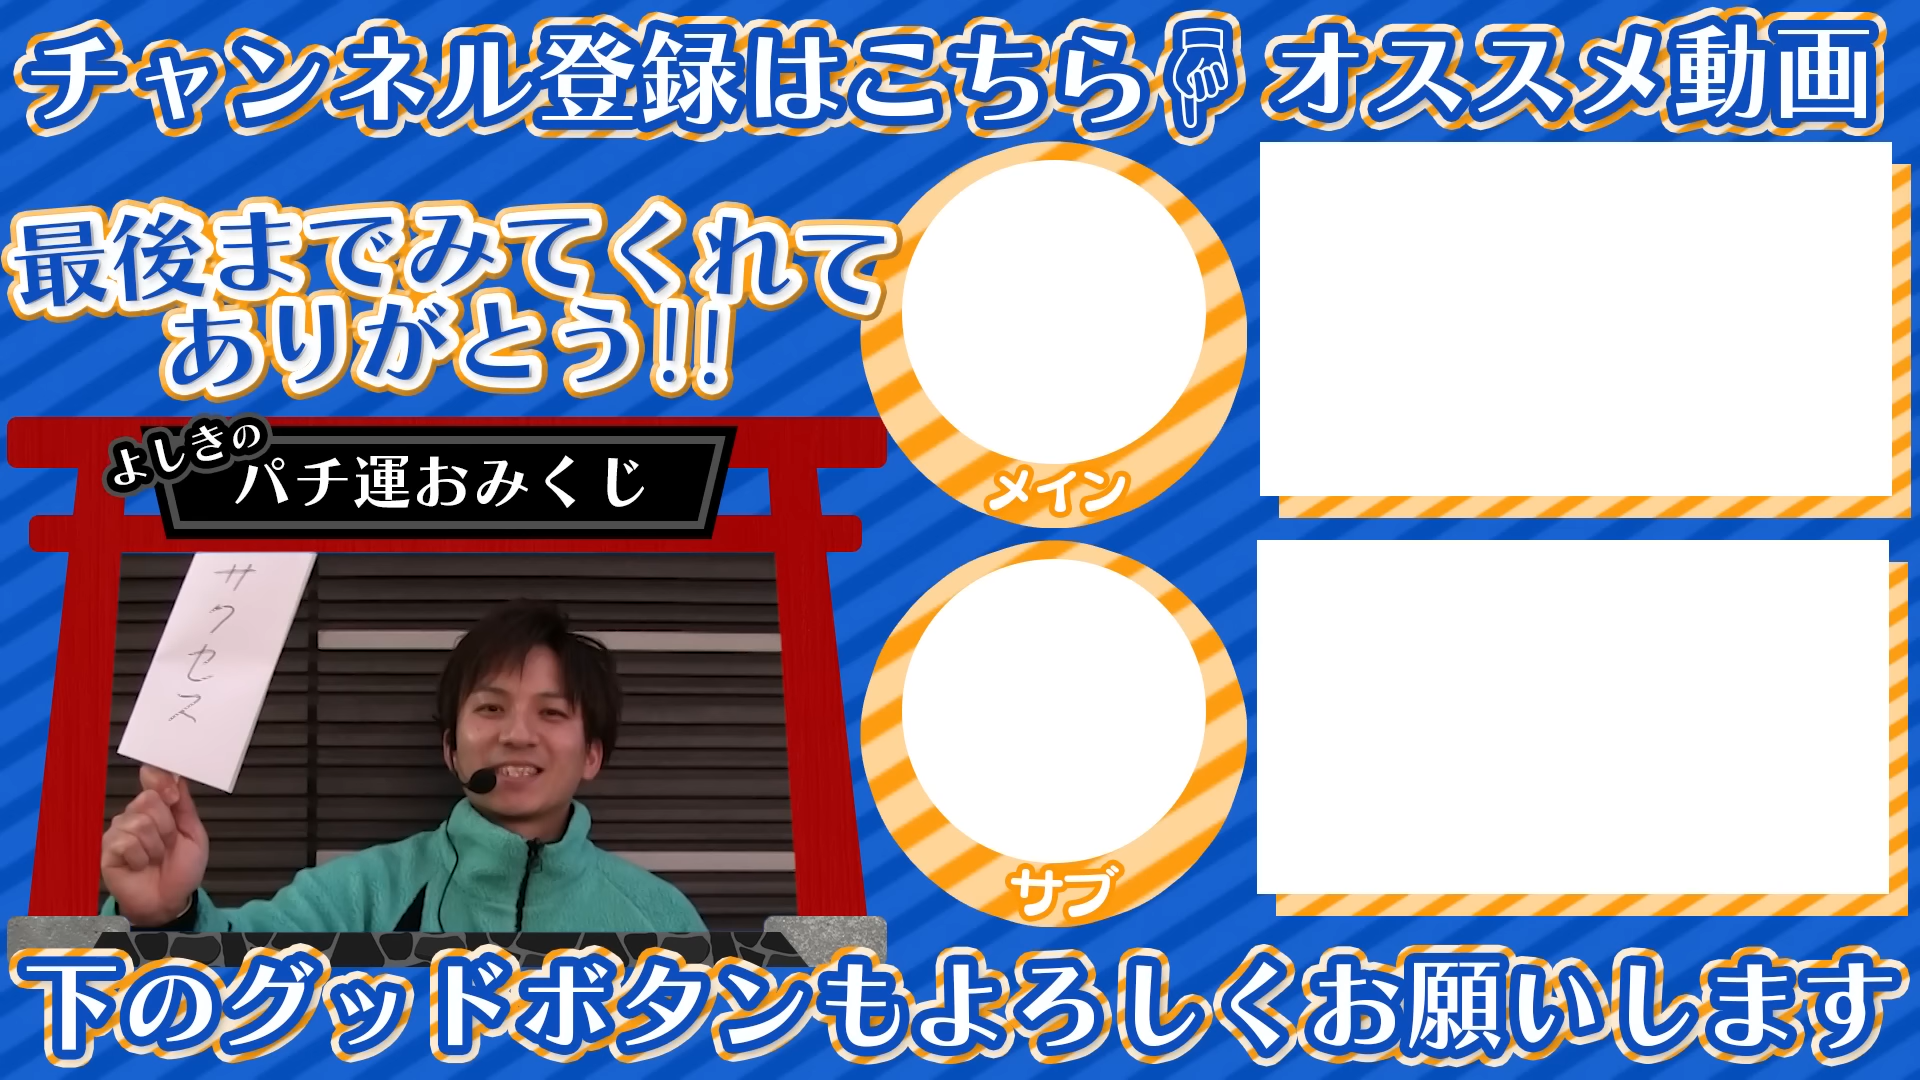 チャンネル登録はこちら👇
オススメ動画
最後までみてくれて
ありがとう!!
よしきの
パチ運おみくじ
サクセス
メイン
サブ
下のグッドボタンもよろしくお願いします